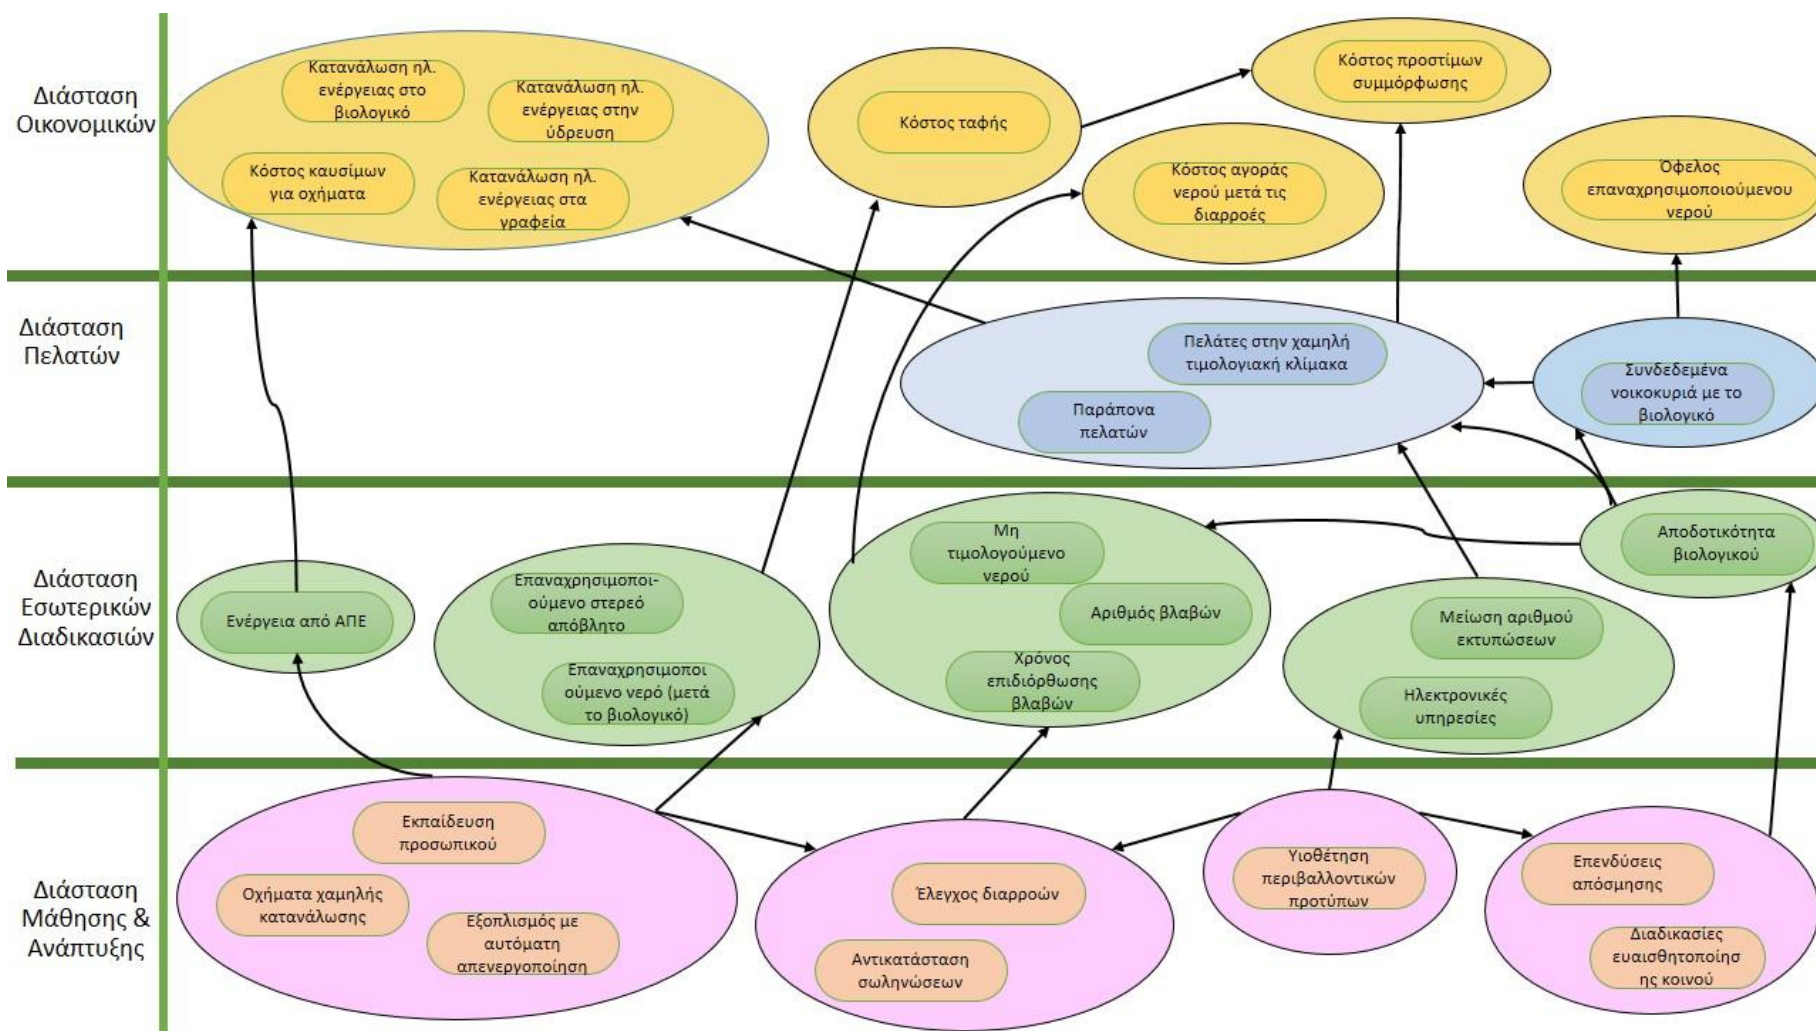 Διάσταση
Οικονομικών
Κατανάλωση ηλ.
ενέργειας στο
βιολογικό
Κατανάλωση ηλ.
ενέργειας στην
ύδρευση
Κόστος καυσίμων
για οχήματα
Κατανάλωση ηλ.
ενέργειας στα
γραφεία
Κόστος ταφής
Κόστος προστίμων
συμμόρφωσης
Κόστος αγοράς
νερού μετά τις
διαρροές
Όφελος
επαναχρησιμοποιούμενου
νερού
Διάσταση
Πελατών
Πελάτες στην χαμηλή
τιμολογιακή κλίμακα
Παράπονα
πελατών
Συνδεδεμένα
νοικοκυριά με το
βιολογικό
Διάσταση
Εσωτερικών
Διαδικασιών
Ενέργεια από ΑΠΕ
Επαναχρησιμοποι-
ούμενο στερεό
απόβλητο
Επαναχρησιμοποι
ούμενο νερό (μετά
το βιολογικό)
Μη
τιμολογούμενο
νερού
Αριθμός βλαβών
Χρόνος
επιδιόρθωσης
βλαβών
Μείωση αριθμού
εκτυπώσεων
Ηλεκτρονικές
υπηρεσίες
Αποδοτικότητα
βιολογικού
Διάσταση
Μάθησης &
Ανάπτυξης
Εκπαίδευση
προσωπικού
Οχήματα χαμηλής
κατανάλωσης
Εξοπλισμός με
αυτόματη
απενεργοποίηση
Έλεγχος διαρροών
Αντικατάσταση
σωληνώσεων
Υιοθέτηση
περιβαλλοντικών
προτύπων
Επενδύσεις
απόσμησης
Διαδικασίες
ευαισθητοποίησ
ης κοινού